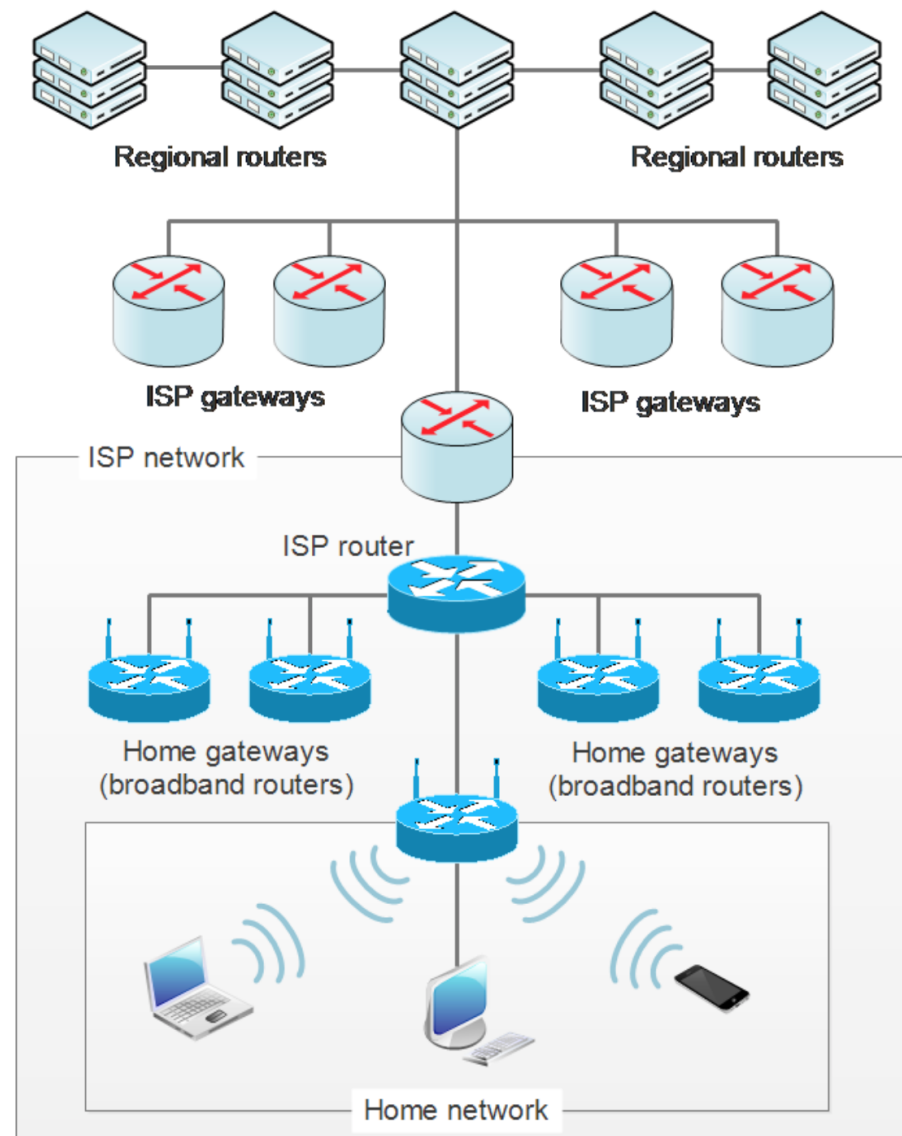 Regional routers
Regional routers
ISP gateways
ISP gateways
ISP network
ISP router
Home gateways
(broadband routers)
Home gateways
(broadband routers)
Home network